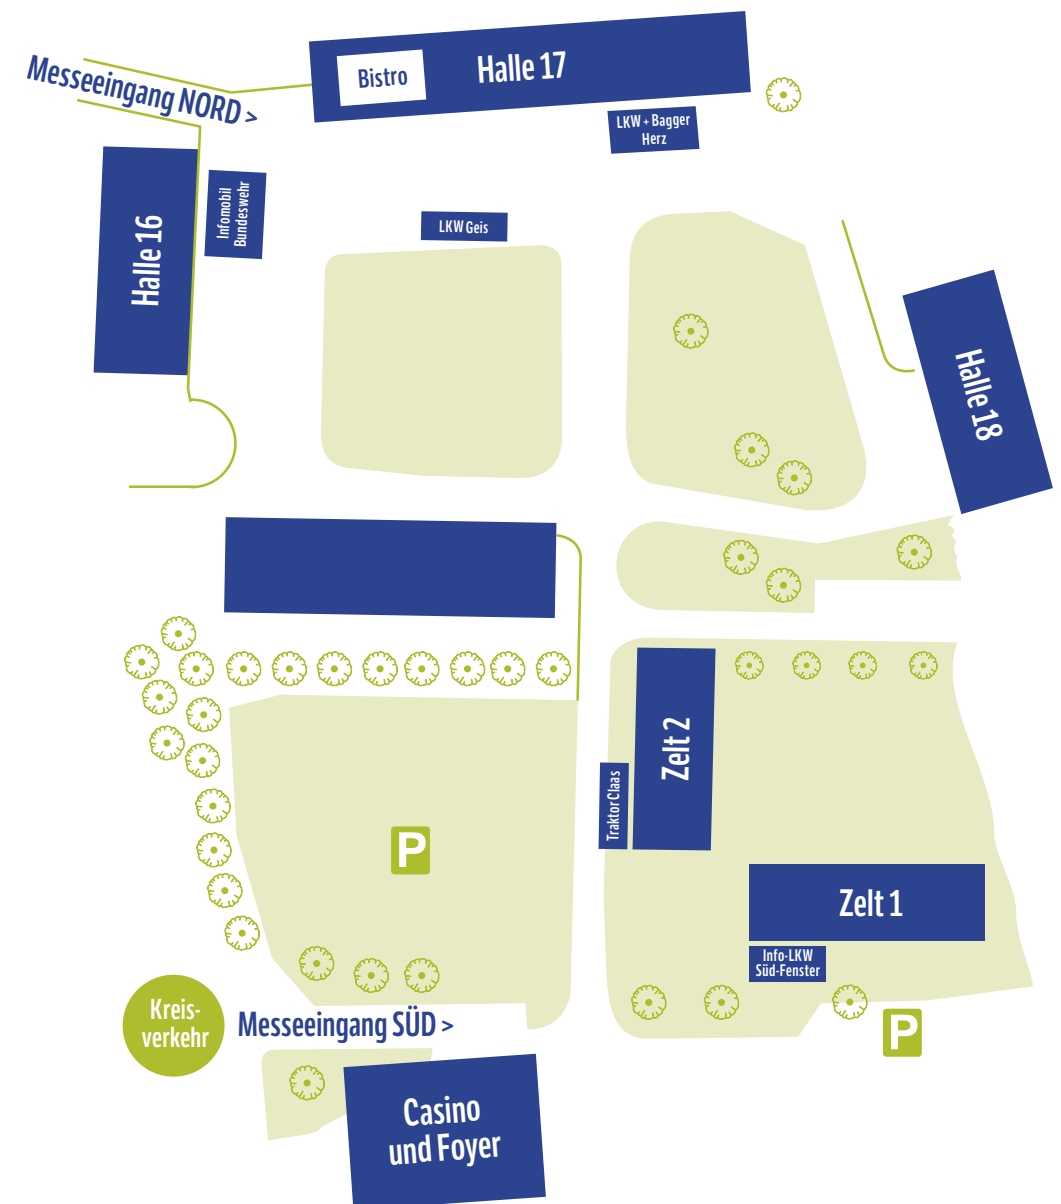 Messeeingang NORD >
Bistro
Halle 17
LKW + Bagger
Herz
Halle 16
Infomobil
Bundeswehr
LKW Geis
Halle 18
Zelt 2
Traktor Claas
P
Zelt 1
Info-LKW
Süd-Fenster
Kreis-
verkehr
Messeeingang SÜD >
P
Casino
und Foyer